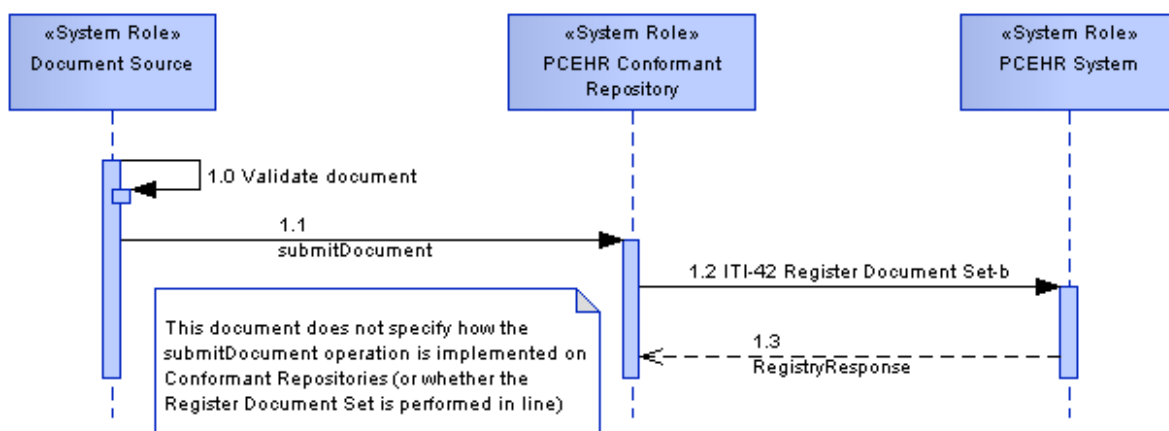 «System Role»
Document Source
«System Role»
PCEHR Conformant
Repository
«System Role»
PCEHR System
1.0 Validate document
1.1
submitDocument
1.2 ITI-42 Register Document Set-b
1.3
RegistryResponse
This document does not specify how the
submitDocument operation is implemented on
Conformant Repositories (or whether the
Register Document Set is performed in line)